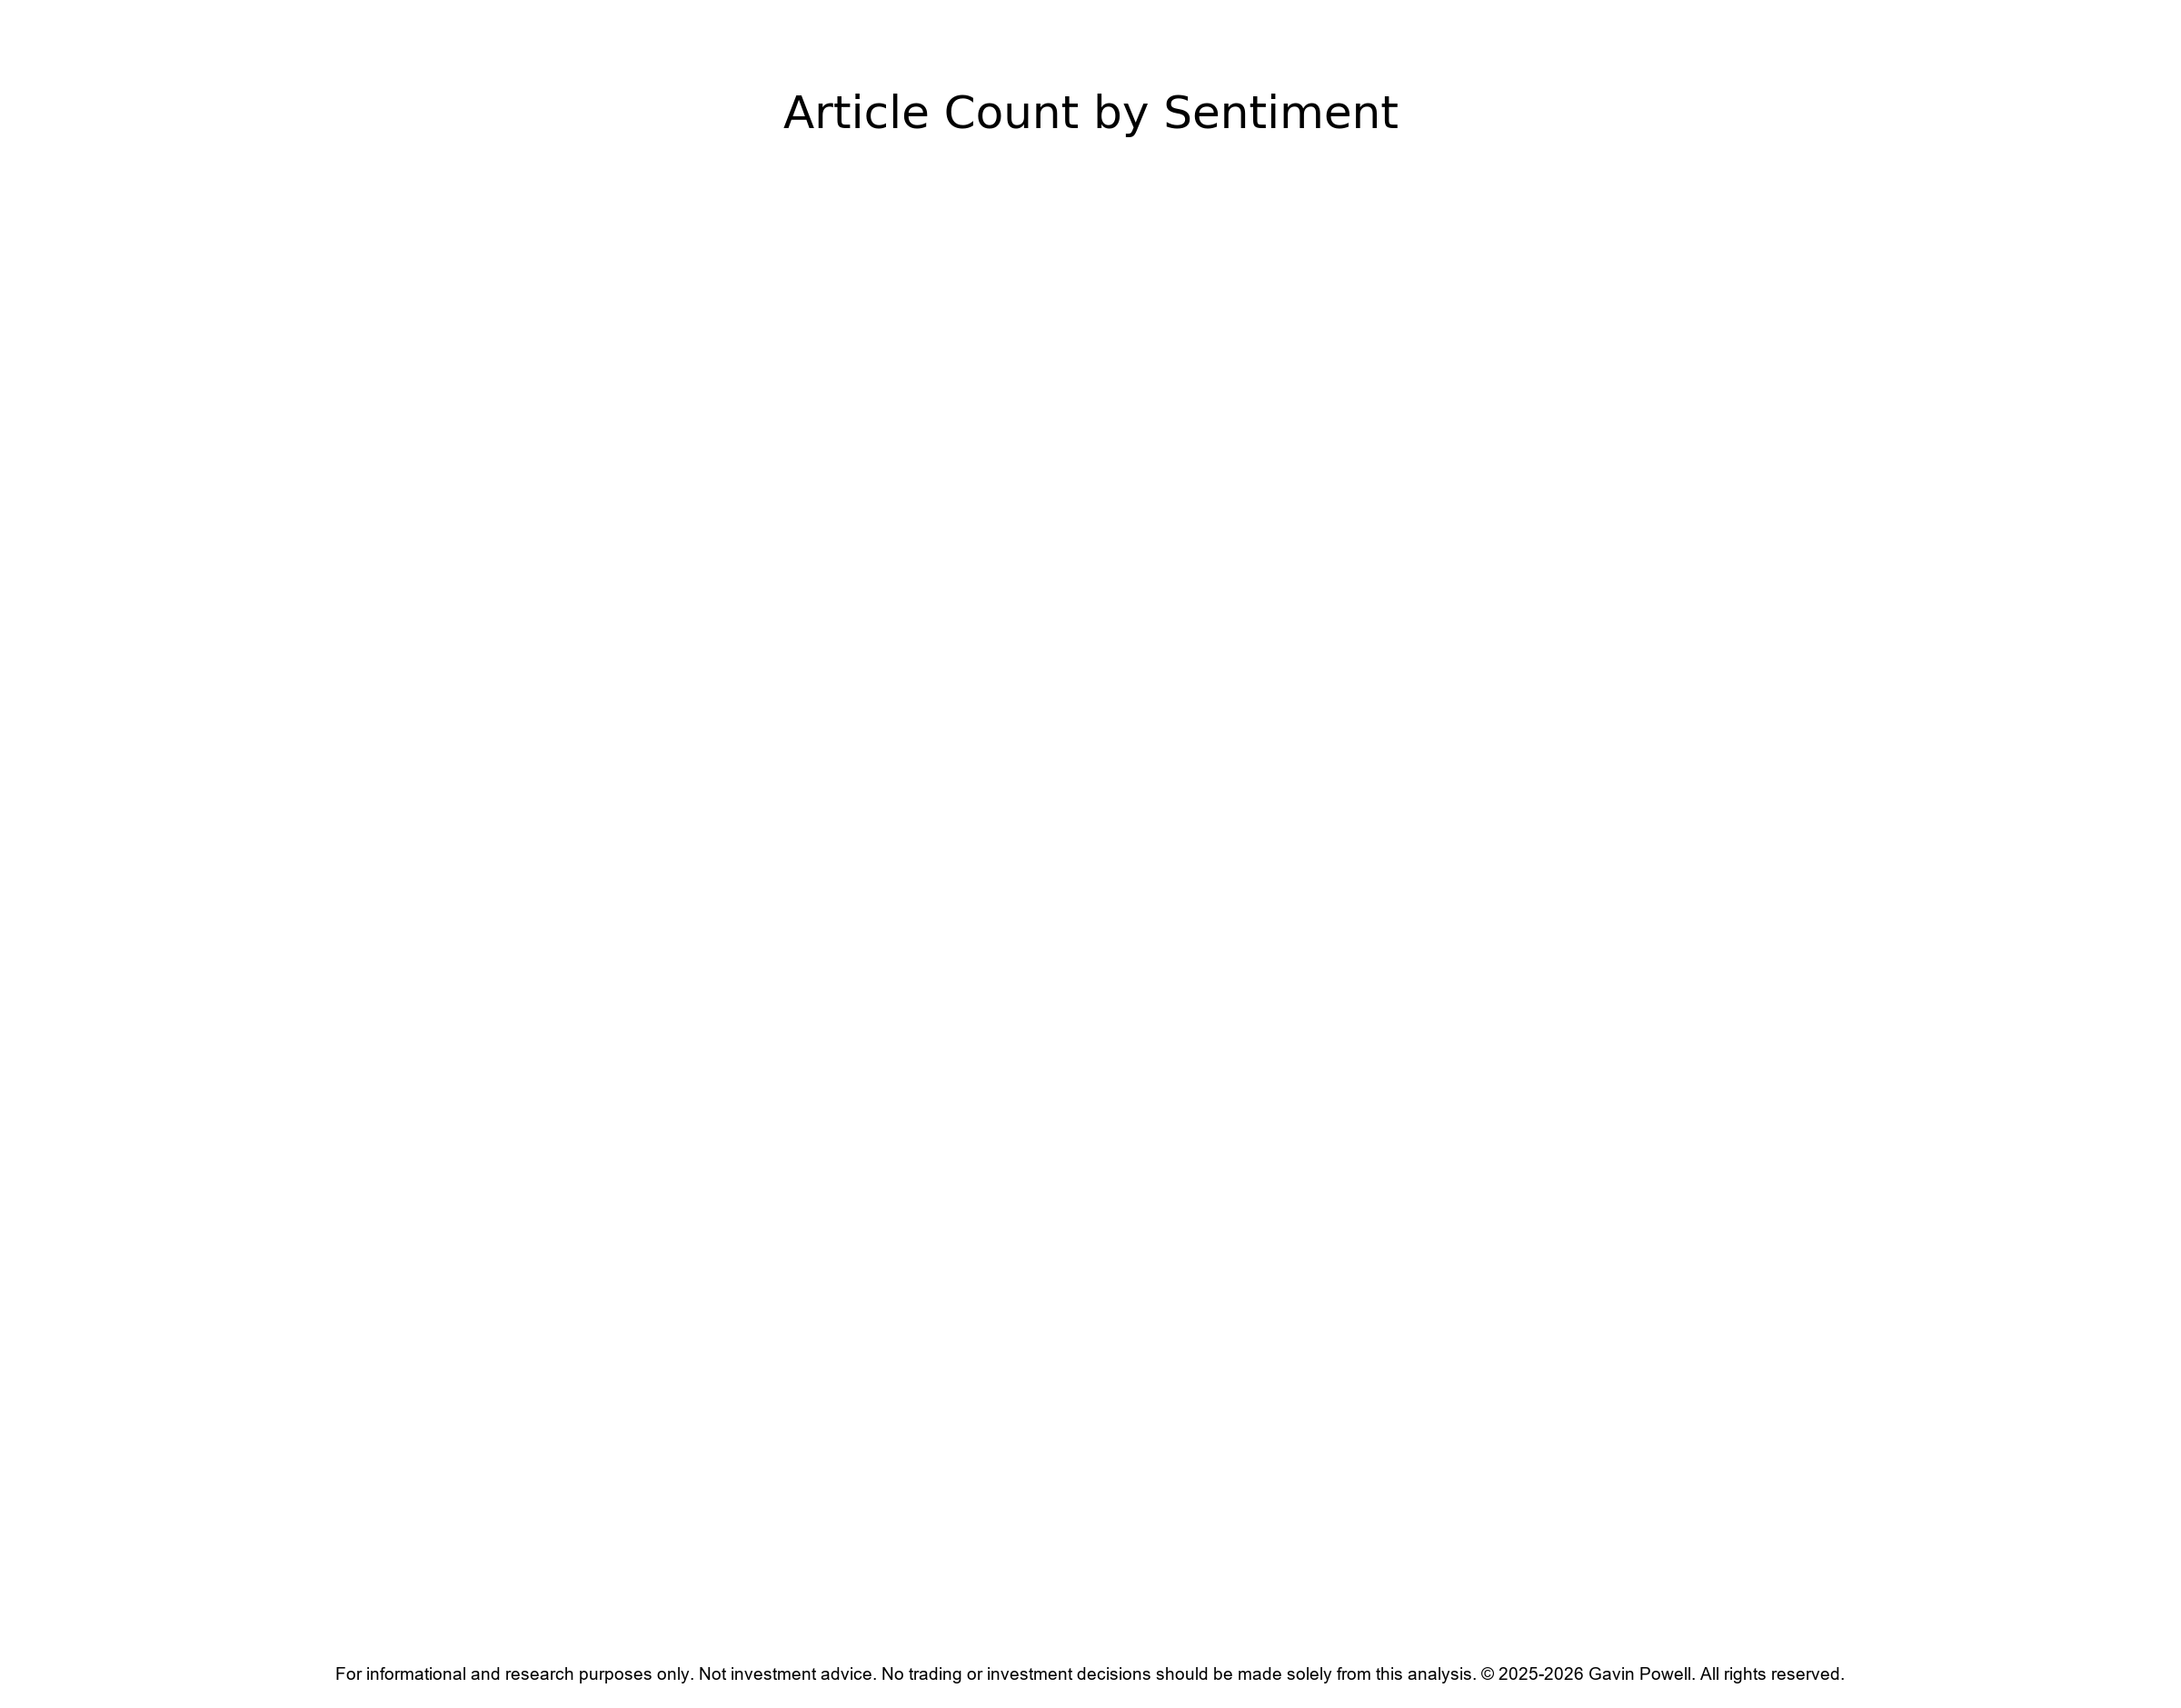 Article Count by Sentiment
For informational and research purposes only. Not investment advice. No trading or investment decisions should be made solely from this analysis. © 2025-2026 Gavin Powell. All rights reserved.